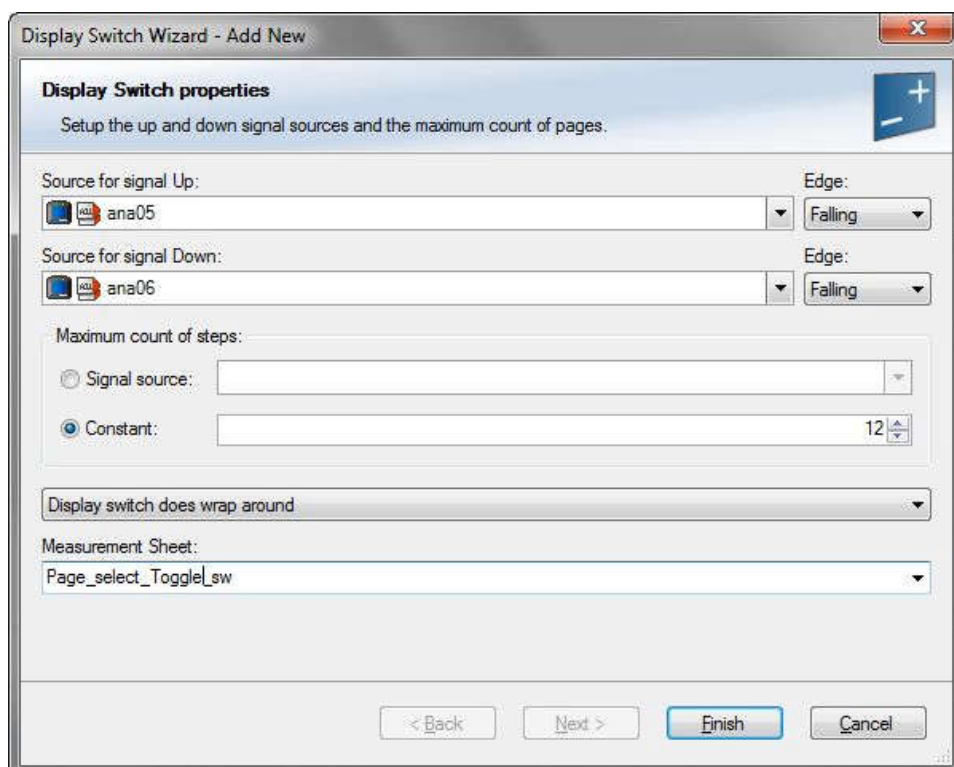 Display Switch Wizard - Add New
Display Switch properties
Setup the up and down signal sources and the maximum count of pages.
Source for signal Up:
Edge:
ana05
Falling
Source for signal Down:
Edge:
ana06
Falling
Maximum count of steps:
Signal source:
Constant:
12
Display switch does wrap around
Measurement Sheet:
Page_select_Toggle_sw
< Back
Next >
Finish
Cancel